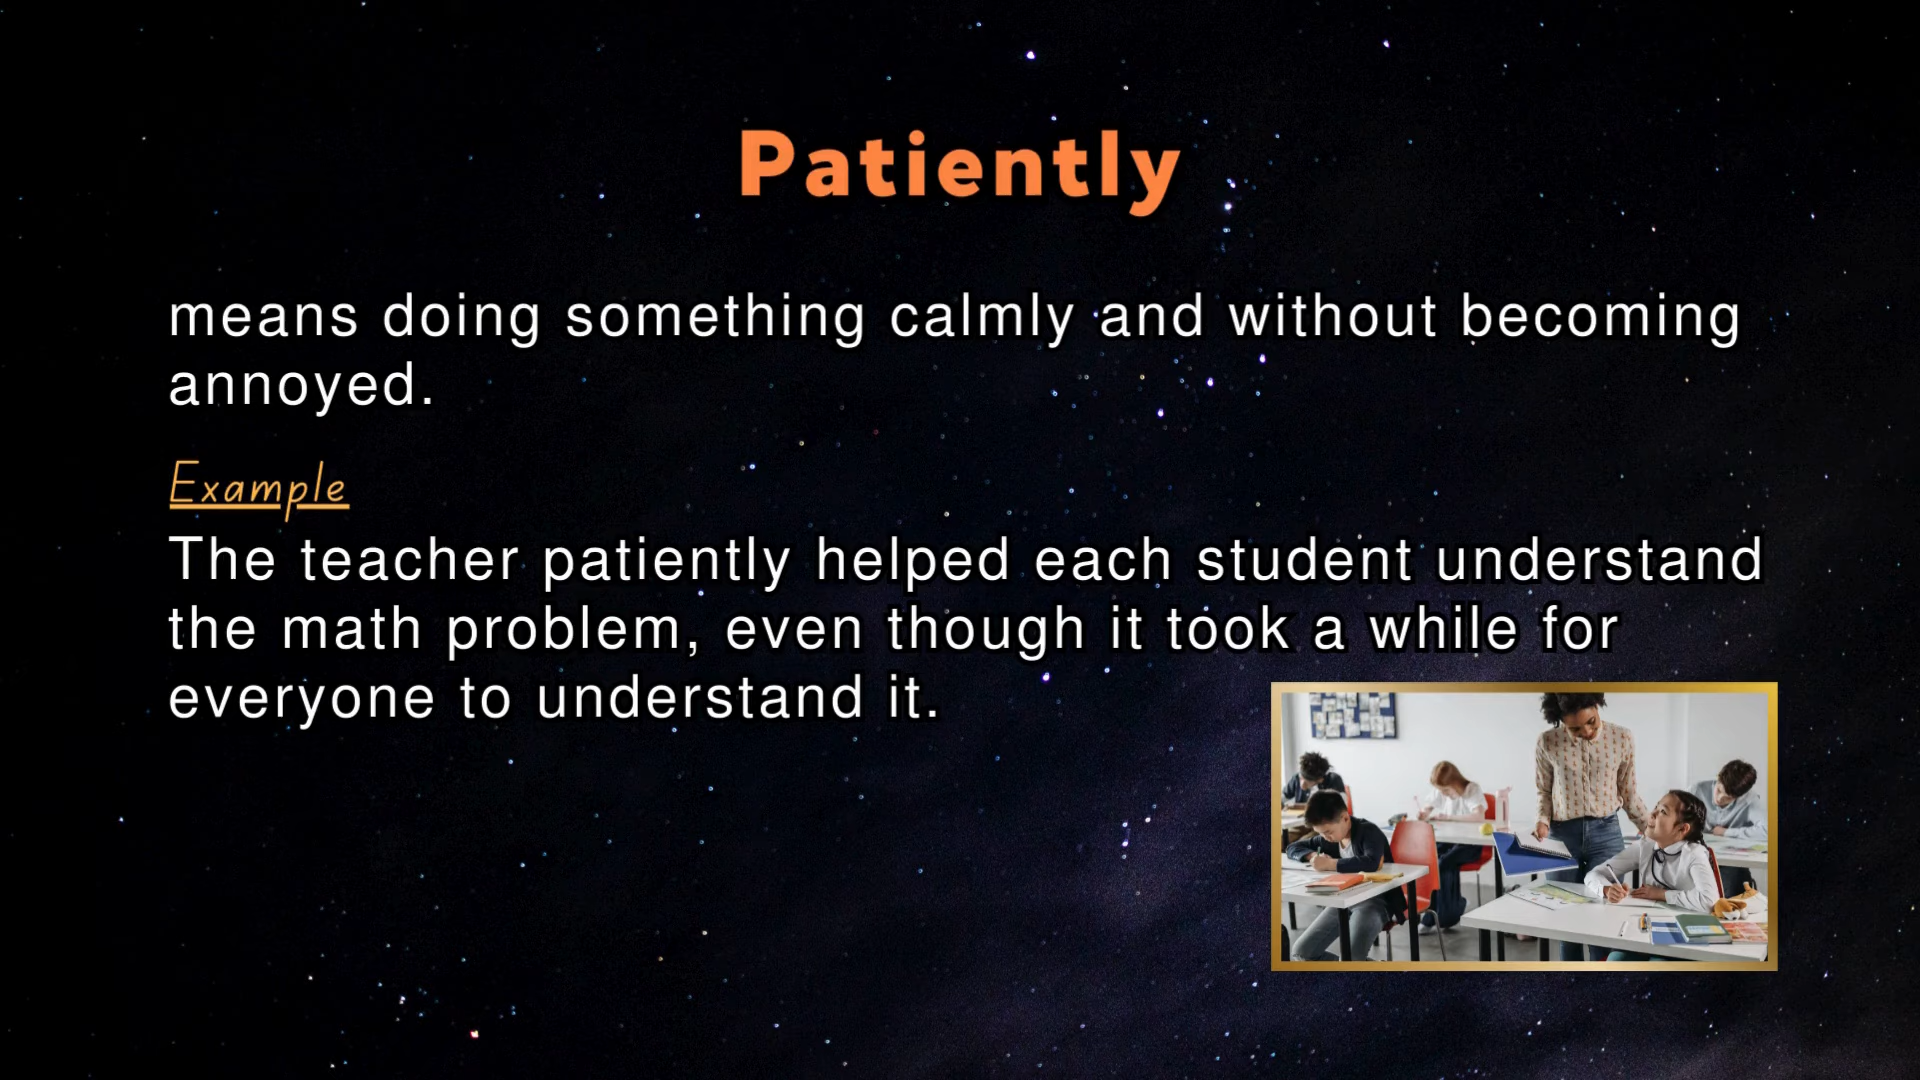 Patiently
means doing something calmly and without becoming
annoyed.
Example
The teacher patiently helped each student understand
the math problem, even though it took a while for
everyone to understand it.